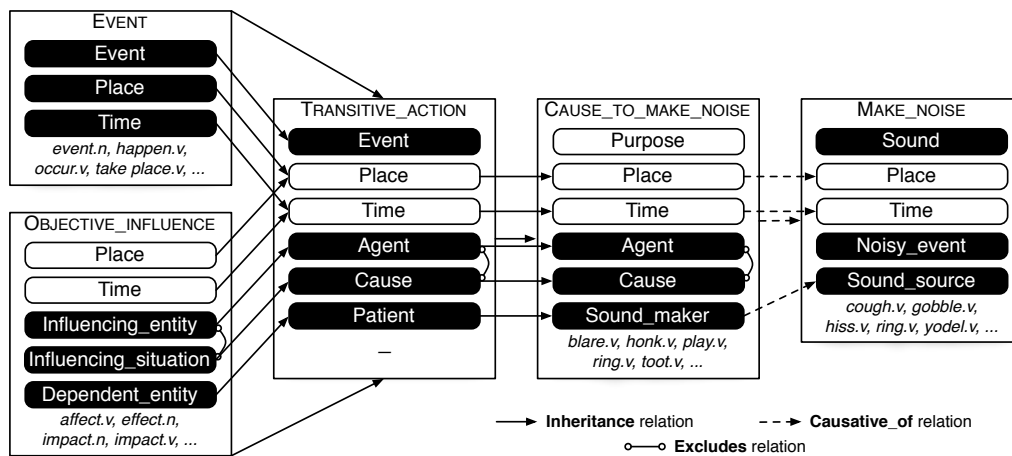 EVENT
Event
Place
Time
event.n, happen.v,
occur.v, take place.v, ...
OBJECTIVE_INFLUENCE
Place
Time
Influencing_entity
Influencing_situation
Dependent_entity
affect.v, effect.n,
impact.n, impact.v, ...
TRANSITIVE_ACTION
Event
Place
Time
Agent
Cause
Patient
–
CAUSE_TO_MAKE_NOISE
Purpose
Place
Time
Agent
Cause
Sound_maker
blare.v, honk.v, play.v,
ring.v, toot.v, ...
MAKE_NOISE
Sound
Place
Time
Noisy_event
Sound_source
cough.v, gobble.v,
hiss.v, ring.v, yodel.v, ...
Inheritance relation
Causative_of relation
Excludes relation